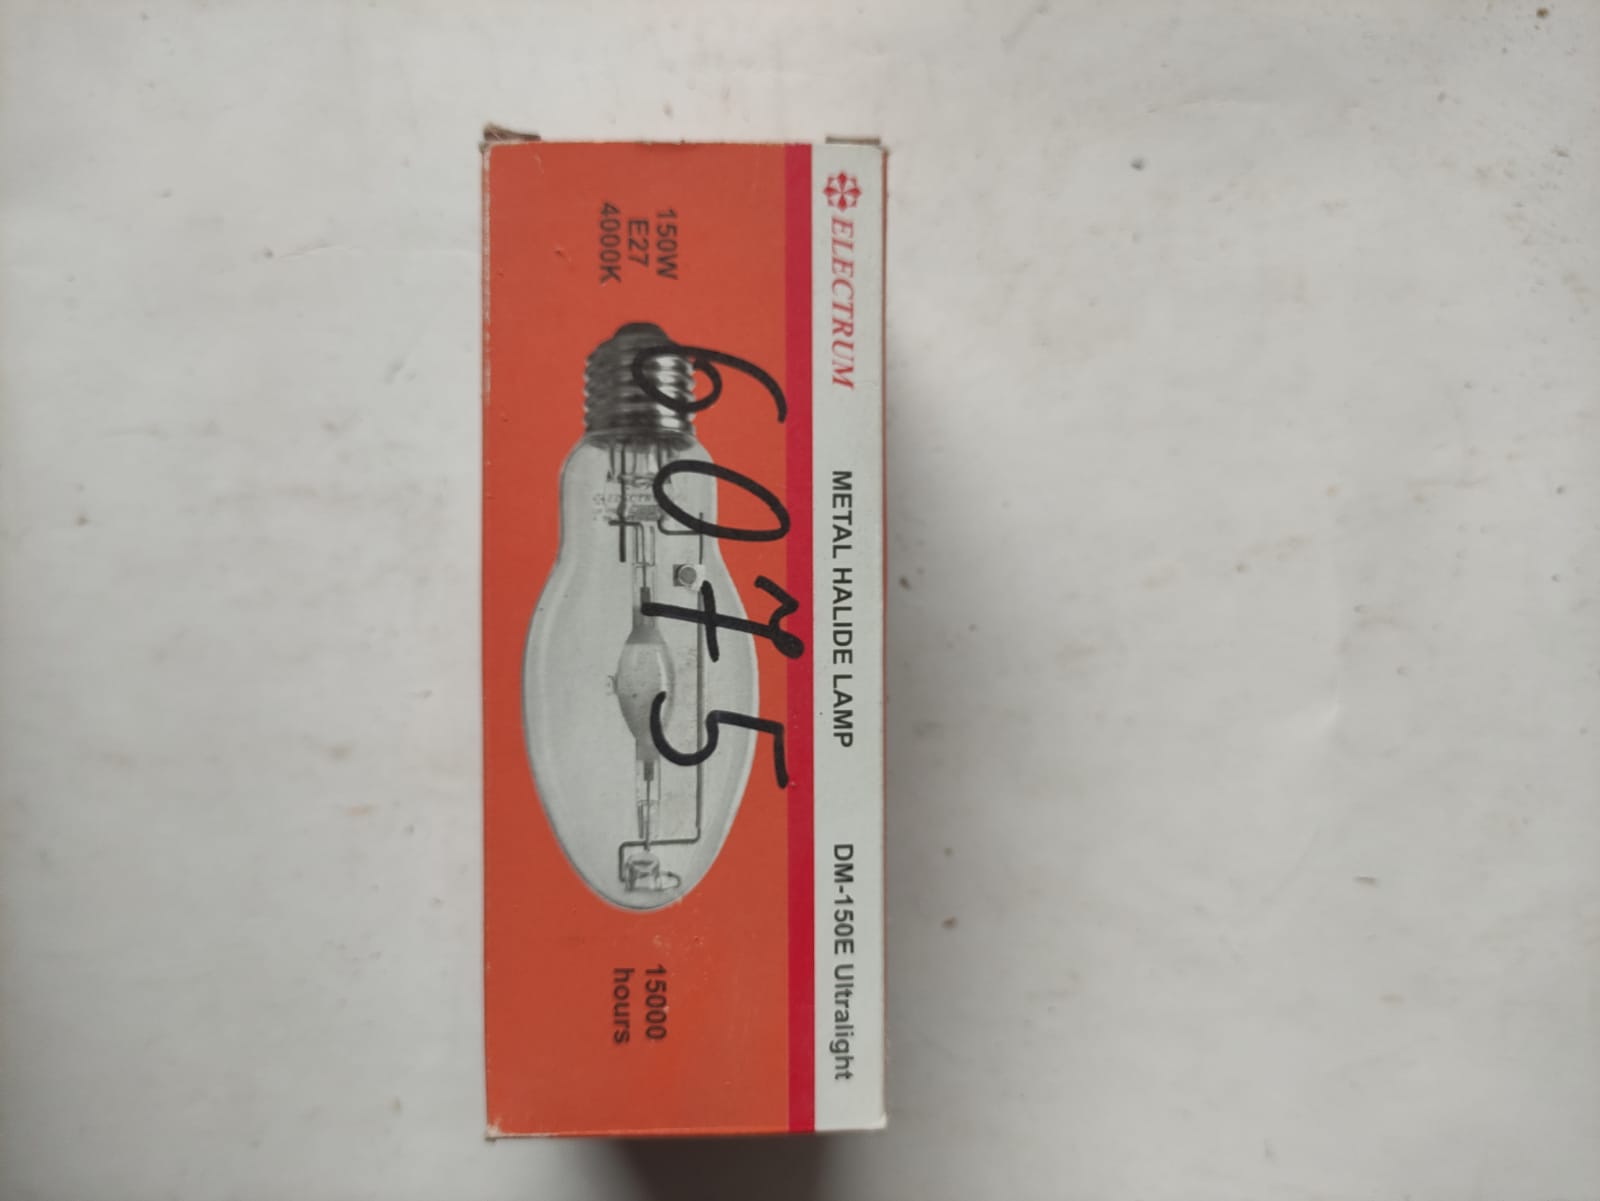 ELECTRUM METAL HALIDE LAMP DM-150E Ultralight
150W
E27
4000K
6075
15000
hours